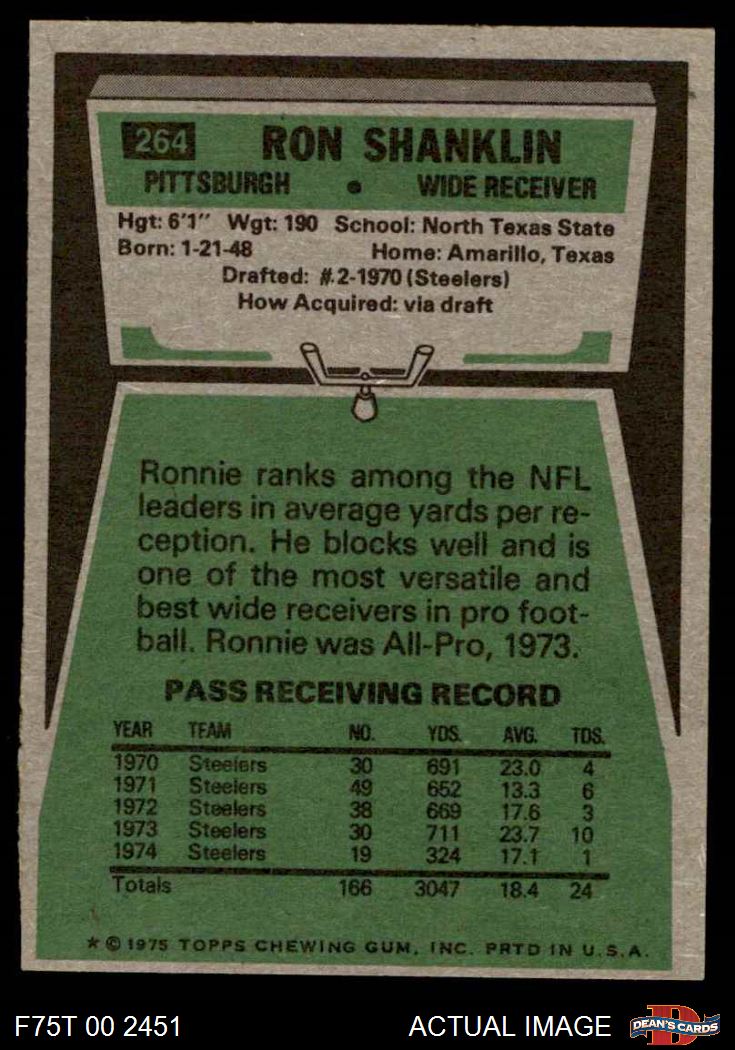 264 RON SHANKLIN
PITTSBURGH • WIDE RECEIVER
Hgt: 6'1" Wgt: 190 School: North Texas State
Born: 1-21-48 Home: Amarillo, Texas
Drafted: #2-1970 (Steelers)
How Acquired: via draft
Ronnie ranks among the NFL
leaders in average yards per re-
ception. He blocks well and is
one of the most versatile and
best wide receivers in pro foot-
ball. Ronnie was All-Pro, 1973.
PASS RECEIVING RECORD
YEAR TEAM NO. YDS. AVG. TDS.
1970 Steelers 30 691 23.0 4
1971 Steelers 49 652 13.3 6
1972 Steelers 38 669 17.6 3
1973 Steelers 30 711 23.7 10
1974 Steelers 19 324 17.1 1
Totals 166 3047 18.4 24
★ © 1975 TOPPS CHEWING GUM, INC. PRTD IN U.S.A.
F75T 00 2451 ACTUAL IMAGE D DEAN'S CARDS